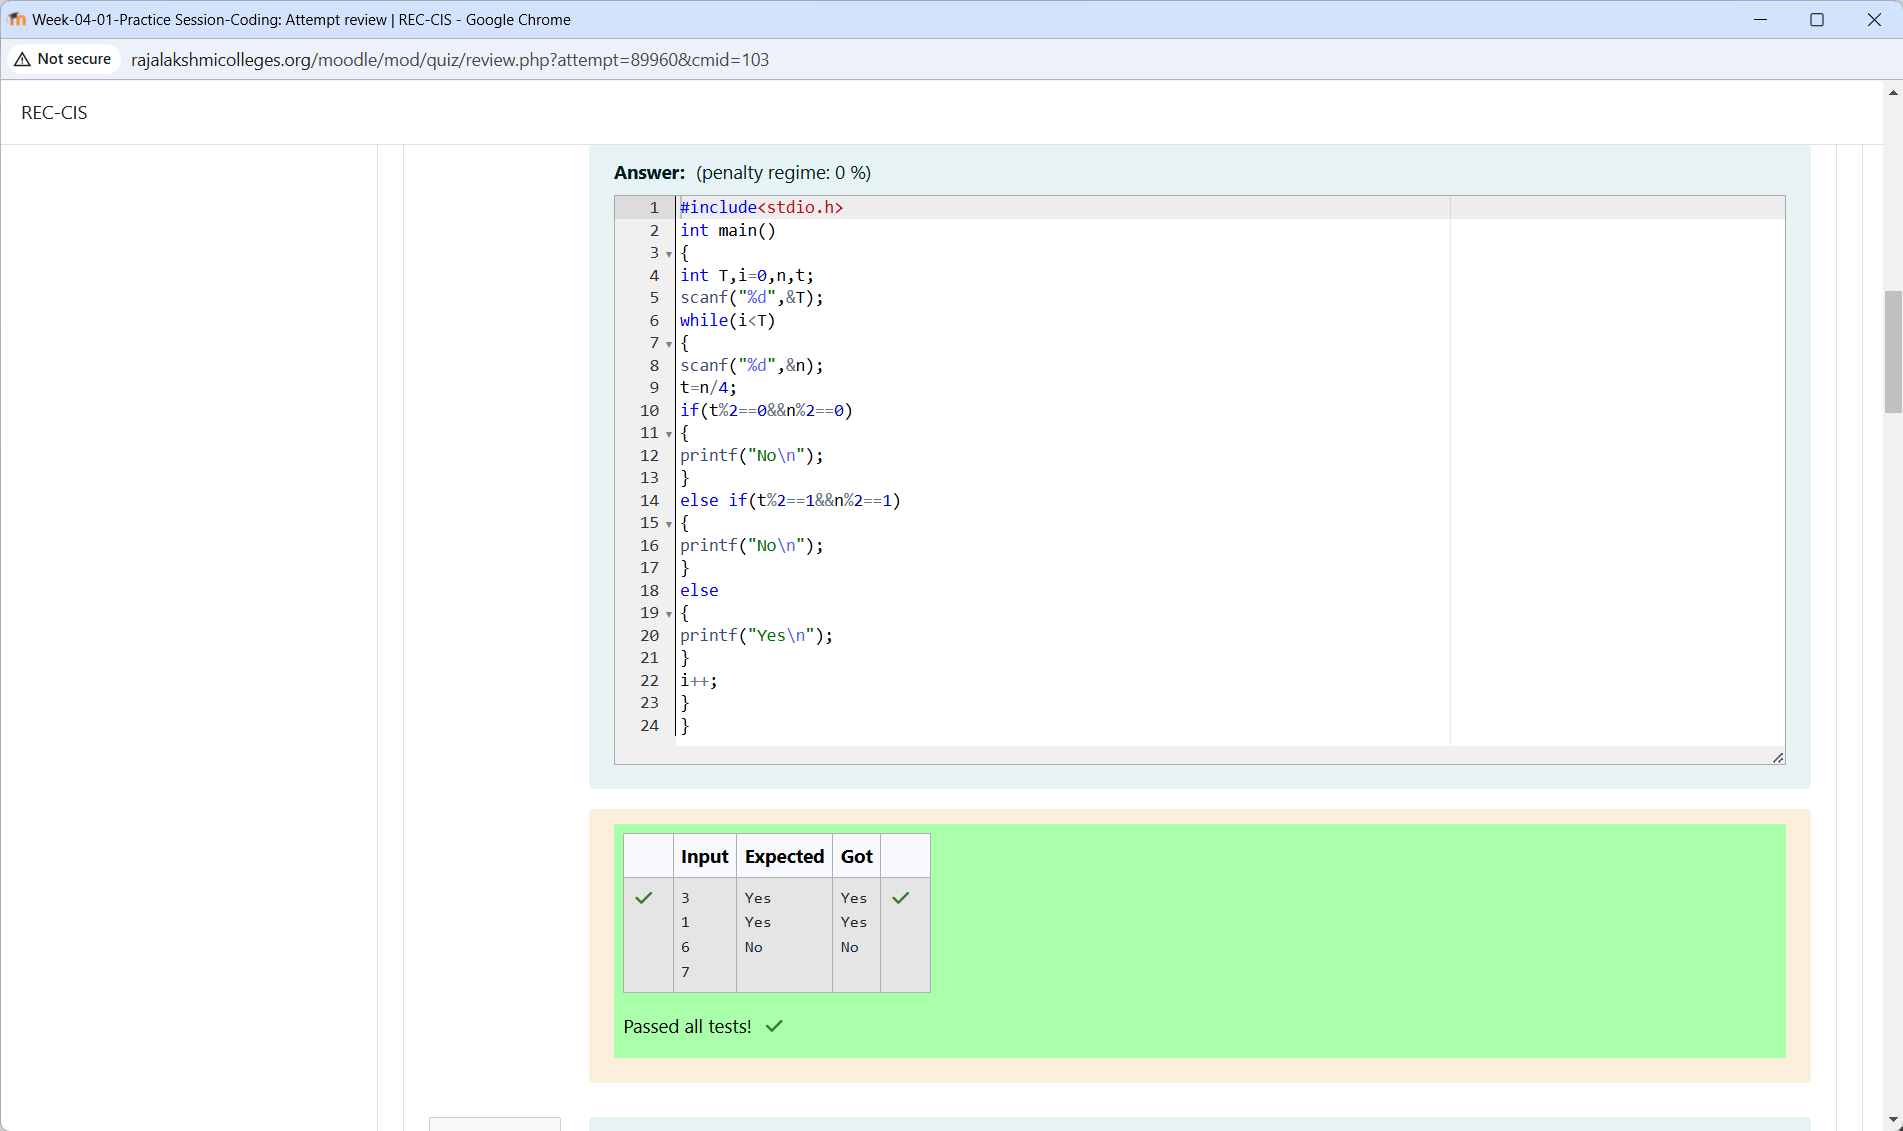 Week-04-01-Practice Session-Coding: Attempt review | REC-CIS - Google Chrome
Not secure rajalakshmicolleges.org/moodle/mod/quiz/review.php?attempt=89960&cmid=103
REC-CIS
Answer: (penalty regime: 0 %)
1 #include<stdio.h>
2 int main()
3 {
4 int T,i=0,n,t;
5 scanf("%d",&T);
6 while(i<T)
7 {
8 scanf("%d",&n);
9 t=n/4;
10 if(t%2==0&&n%2==0)
11 {
12 printf("No\n");
13 }
14 else if(t%2==1&&n%2==1)
15 {
16 printf("No\n");
17 }
18 else
19 {
20 printf("Yes\n");
21 }
22 i++;
23 }
24 }
Input Expected Got
3 Yes Yes
1 Yes Yes
6 No No
7
Passed all tests!